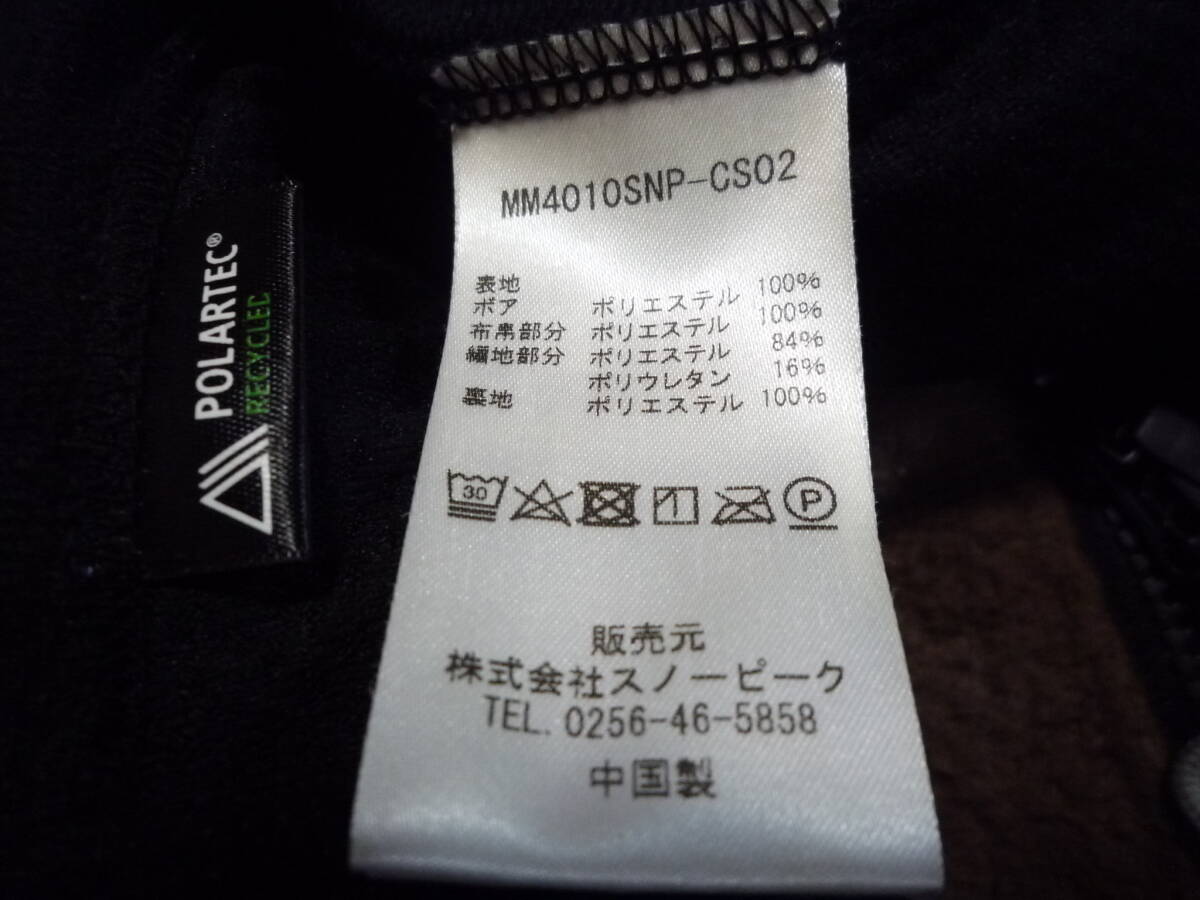 POLARTEC®
RECYCLED
MM4010SNP-CS02
表地
ボア ポリエステル 100%
布帛部分 ポリエステル 100%
編地部分 ポリエステル 84%
ポリウレタン 16%
裏地 ポリエステル 100%
30
P
販売元
株式会社スノーピーク
TEL. 0256-46-5858
中国製